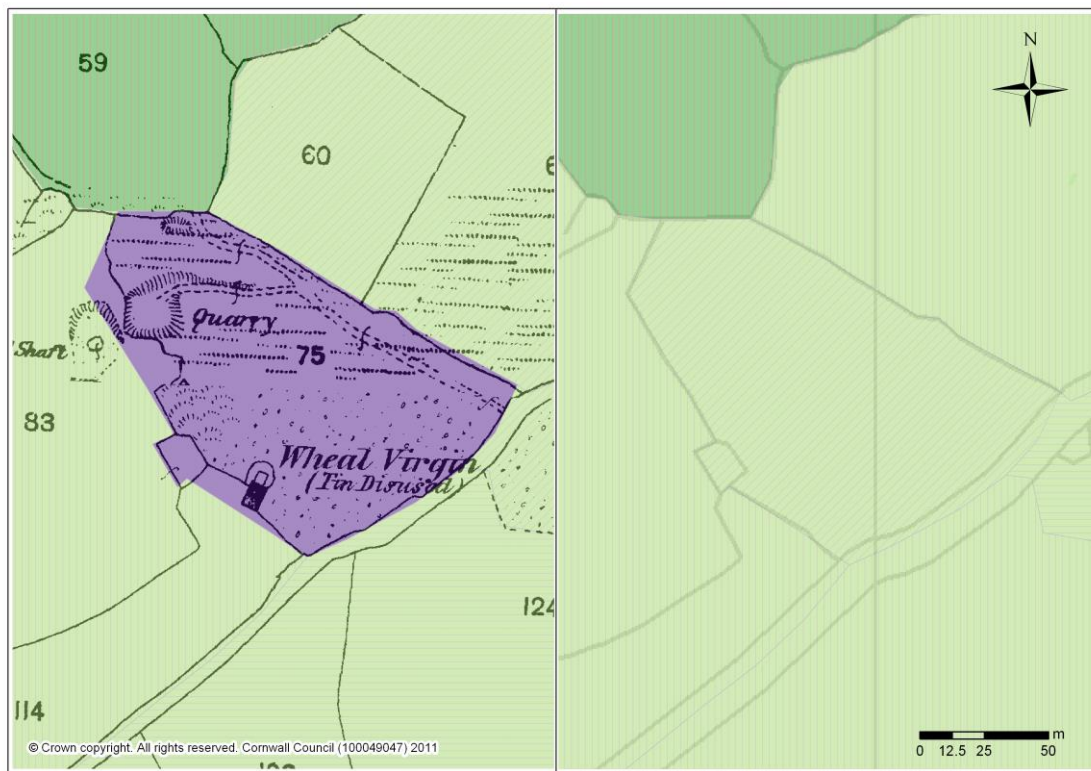 59
60
Quarry
Shaft
75
83
Wheal Virgin
(Tin Disused)
124
114
© Crown copyright. All rights reserved. Cornwall Council (100049047) 2011
N
m
0 12.5 25 50